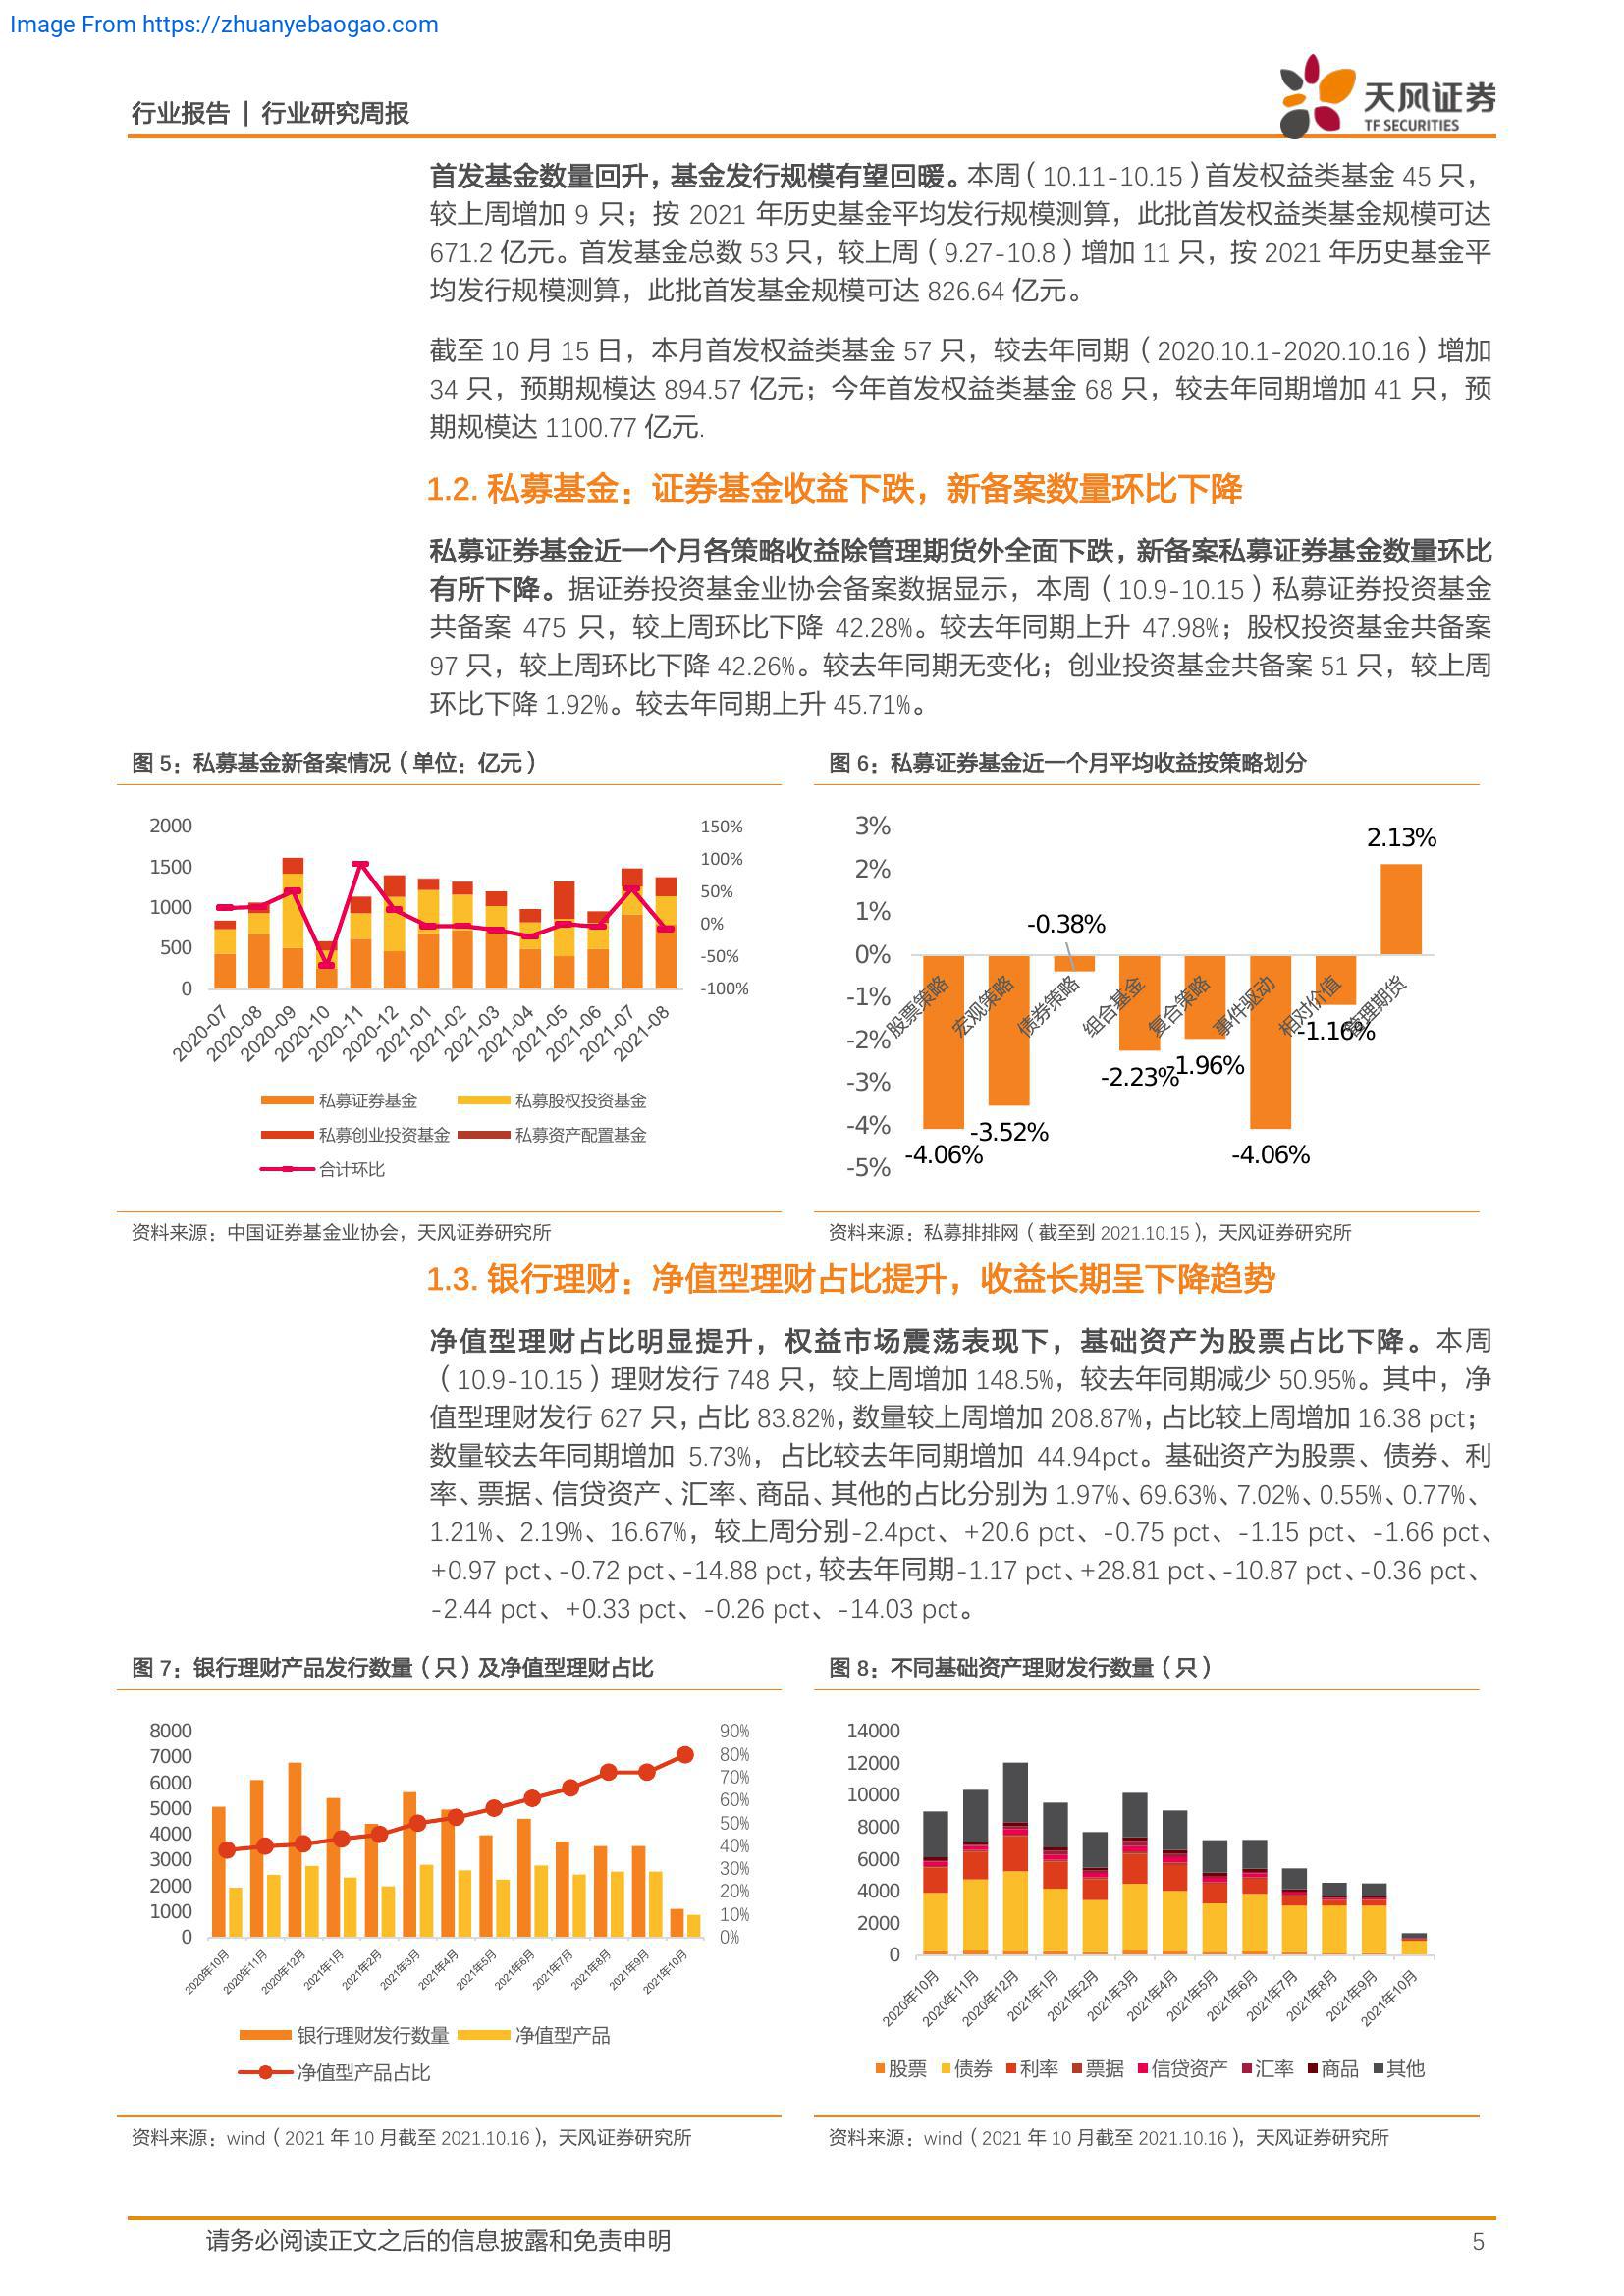 Image From https://zhuanyebaogao.com
行业报告 | 行业研究周报
天风证券
TF SECURITIES
首发基金数量回升，基金发行规模有望回暖。本周（10.11-10.15）首发权益类基金 45 只，
较上周增加 9 只；按 2021 年历史基金平均发行规模测算，此批首发权益类基金规模可达
671.2 亿元。首发基金总数 53 只，较上周（9.27-10.8）增加 11 只，按 2021 年历史基金平
均发行规模测算，此批首发基金规模可达 826.64 亿元。
截至 10 月 15 日，本月首发权益类基金 57 只，较去年同期（2020.10.1-2020.10.16）增加
34 只，预期规模达 894.57 亿元；今年首发权益类基金 68 只，较去年同期增加 41 只，预
期规模达 1100.77 亿元.
1.2. 私募基金：证券基金收益下跌，新备案数量环比下降
私募证券基金近一个月各策略收益除管理期货外全面下跌，新备案私募证券基金数量环比
有所下降。据证券投资基金业协会备案数据显示，本周（10.9-10.15）私募证券投资基金
共备案 475 只，较上周环比下降 42.28%。较去年同期上升 47.98%；股权投资基金共备案
97 只，较上周环比下降 42.26%。较去年同期无变化；创业投资基金共备案 51 只，较上周
环比下降 1.92%。较去年同期上升 45.71%。
图 5：私募基金新备案情况（单位：亿元）
2000
1500
1000
500
0
150%
100%
50%
0%
-50%
-100%
2020-07
2020-08
2020-09
2020-10
2020-11
2020-12
2021-01
2021-02
2021-03
2021-04
2021-05
2021-06
2021-07
2021-08
私募证券基金
私募股权投资基金
私募创业投资基金
私募资产配置基金
合计环比
资料来源：中国证券基金业协会，天风证券研究所
图 6：私募证券基金近一个月平均收益按策略划分
3%
2%
1%
0%
-1%
-2%
-3%
-4%
-5%
-4.06%
-3.52%
-0.38%
-2.23%
-1.96%
-4.06%
-1.16%
2.13%
股票策略
宏观策略
债券策略
组合基金
复合策略
事件驱动
相对价值
管理期货
资料来源：私募排排网（截至到 2021.10.15），天风证券研究所
1.3. 银行理财：净值型理财占比提升，收益长期呈下降趋势
净值型理财占比明显提升，权益市场震荡表现下，基础资产为股票占比下降。本周
（10.9-10.15）理财发行 748 只，较上周增加 148.5%，较去年同期减少 50.95%。其中，净
值型理财发行 627 只，占比 83.82%，数量较上周增加 208.87%，占比较上周增加 16.38 pct；
数量较去年同期增加 5.73%，占比较去年同期增加 44.94pct。基础资产为股票、债券、利
率、票据、信贷资产、汇率、商品、其他的占比分别为 1.97%、69.63%、7.02%、0.55%、0.77%、
1.21%、2.19%、16.67%，较上周分别-2.4pct、+20.6 pct、-0.75 pct、-1.15 pct、-1.66 pct、
+0.97 pct、-0.72 pct、-14.88 pct，较去年同期-1.17 pct、+28.81 pct、-10.87 pct、-0.36 pct、
-2.44 pct、+0.33 pct、-0.26 pct、-14.03 pct。
图 7：银行理财产品发行数量（只）及净值型理财占比
8000
7000
6000
5000
4000
3000
2000
1000
0
90%
80%
70%
60%
50%
40%
30%
20%
10%
0%
2020年10月
2020年11月
2020年12月
2021年1月
2021年2月
2021年3月
2021年4月
2021年5月
2021年6月
2021年7月
2021年8月
2021年9月
2021年10月
银行理财发行数量
净值型产品
净值型产品占比
资料来源：wind（2021 年 10 月截至 2021.10.16），天风证券研究所
图 8：不同基础资产理财发行数量（只）
14000
12000
10000
8000
6000
4000
2000
0
2020年10月
2020年11月
2020年12月
2021年1月
2021年2月
2021年3月
2021年4月
2021年5月
2021年6月
2021年7月
2021年8月
2021年9月
2021年10月
股票 债券 利率 票据 信贷资产 汇率 商品 其他
资料来源：wind（2021 年 10 月截至 2021.10.16），天风证券研究所
请务必阅读正文之后的信息披露和免责申明
5